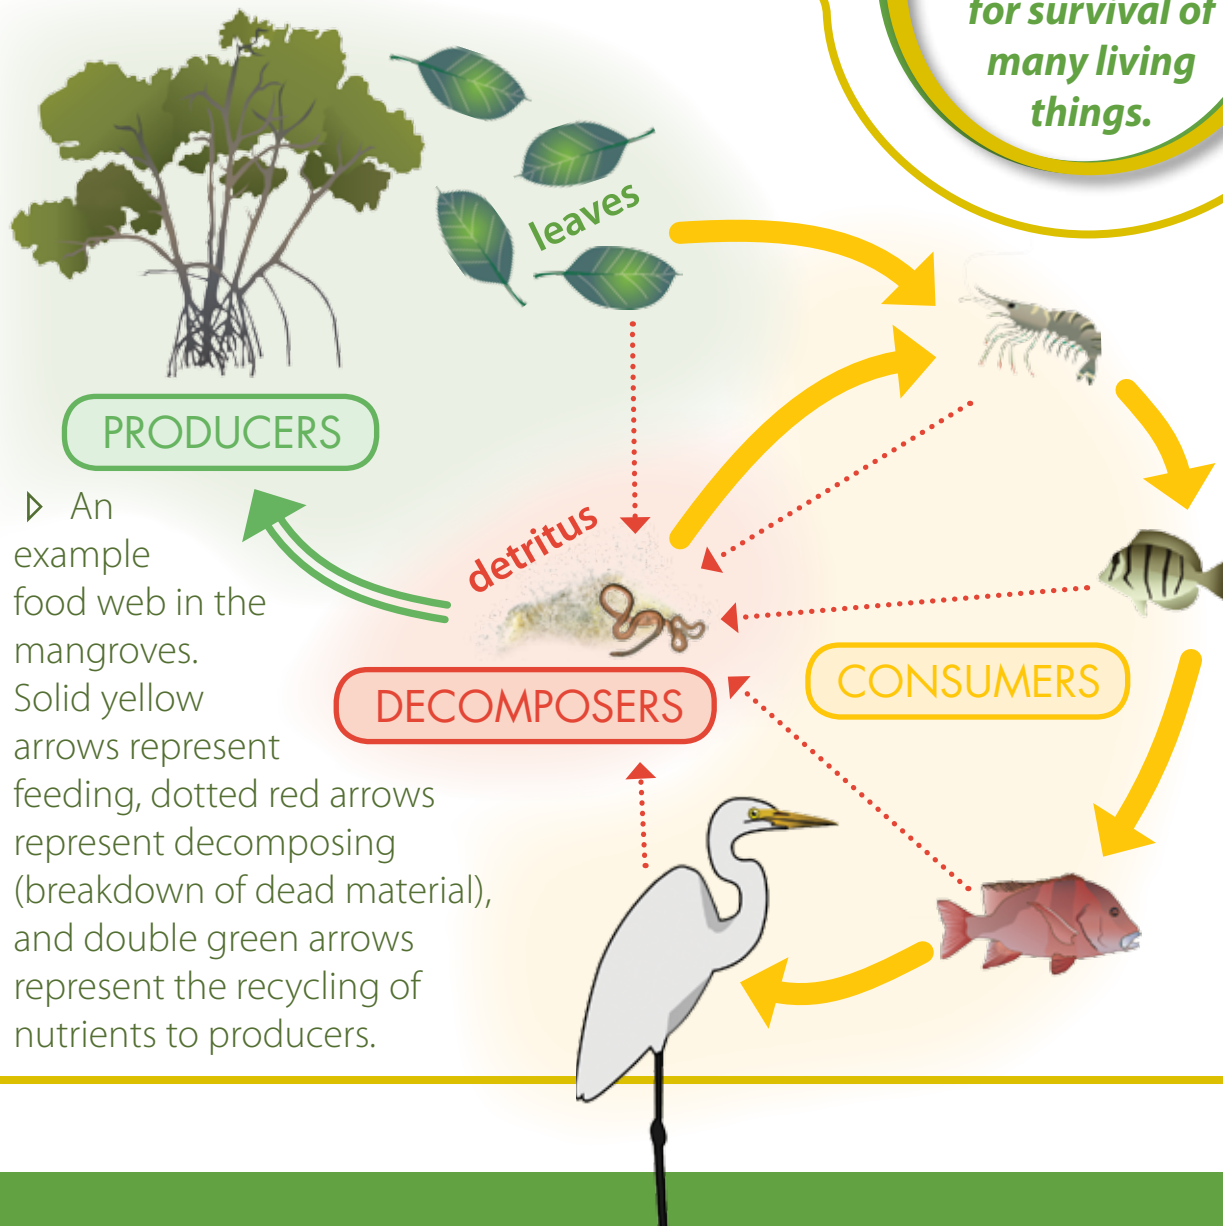 for survival of
many living
things.
leaves
PRODUCERS
▷ An
example
food web in the
mangroves.
Solid yellow
arrows represent
feeding, dotted red arrows
represent decomposing
(breakdown of dead material),
and double green arrows
represent the recycling of
nutrients to producers.
detritus
DECOMPOSERS
CONSUMERS